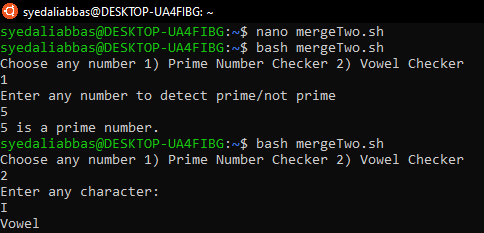 syedaliabbas@DESKTOP-UA4FIBG: ~
syedaliabbas@DESKTOP-UA4FIBG:~$ nano mergeTwo.sh
syedaliabbas@DESKTOP-UA4FIBG:~$ bash mergeTwo.sh
Choose any number 1) Prime Number Checker 2) Vowel Checker
1
Enter any number to detect prime/not prime
5
5 is a prime number.
syedaliabbas@DESKTOP-UA4FIBG:~$ bash mergeTwo.sh
Choose any number 1) Prime Number Checker 2) Vowel Checker
2
Enter any character:
I
Vowel